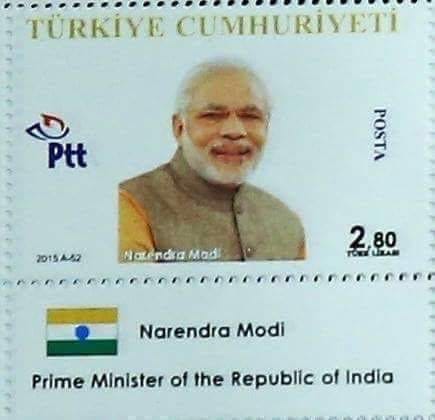 TÜRKİYE CUMHURİYETİ
Ptt
POSTA
2015 A-52
Narendra Modi
2,80
TÜRK LİRASI
Narendra Modi
Prime Minister of the Republic of India